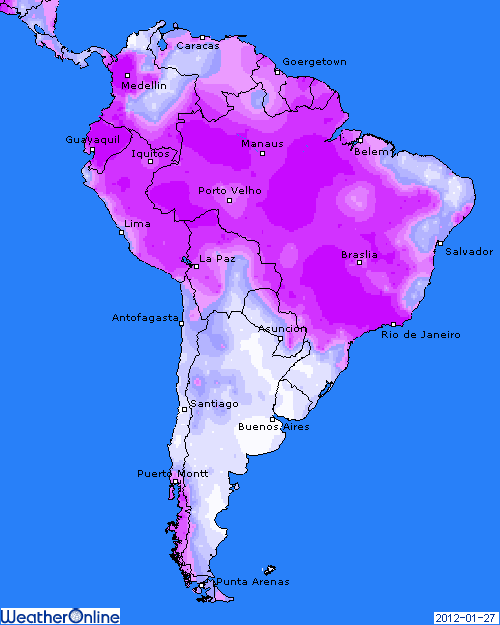 Caracas
Goergetown
Medellin
Guayaquil
Manaus
Iquitos
Belem
Porto Velho
Lima
Salvador
La Paz
Braslia
Antofagasta
Asuncion
Rio de Janeiro
Santiago
Buenos Aires
Puerto Montt
Punta Arenas
WeatherOnline
2012-01-27